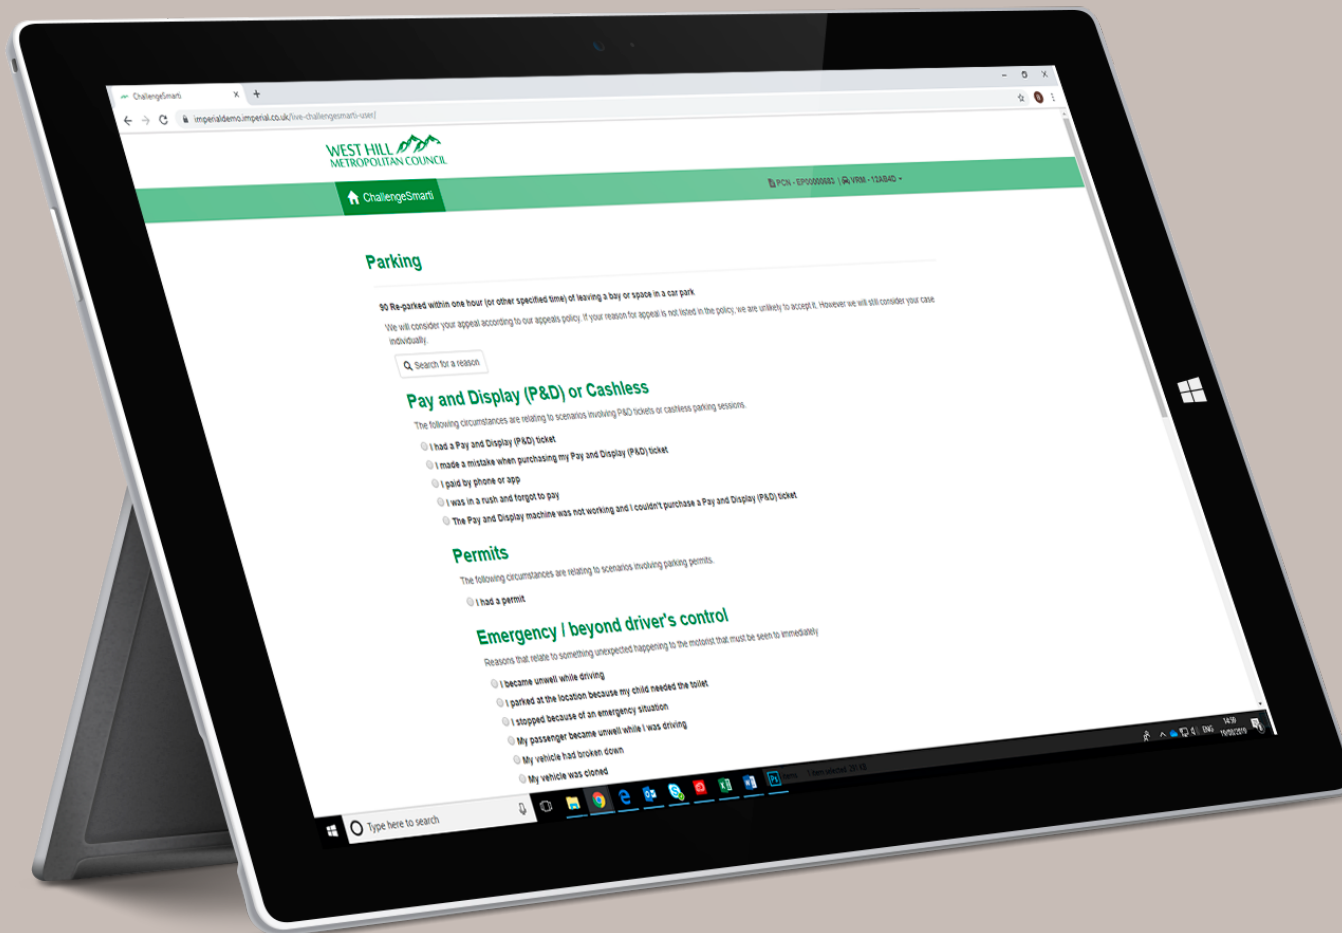 ChallengeSmarti
imperialdemo.imperial.co.uk/live-challengesmarti-user/
WEST HILL
METROPOLITAN COUNCIL
ChallengeSmarti
PCN - EP00000683 | VRM - 12AB4D
Parking
90 Re-parked within one hour (or other specified time) of leaving a bay or space in a car park
We will consider your appeal according to our appeals policy. If your reason for appeal is not listed in the policy, we are unlikely to accept it. However we will still consider your case
individually.
Search for a reason
Pay and Display (P&D) or Cashless
The following circumstances are relating to scenarios involving P&D tickets or cashless parking sessions.
I had a Pay and Display (P&D) ticket
I made a mistake when purchasing my Pay and Display (P&D) ticket
I paid by phone or app
I was in a rush and forgot to pay
The Pay and Display machine was not working and I couldn't purchase a Pay and Display (P&D) ticket
Permits
The following circumstances are relating to scenarios involving parking permits.
I had a permit
Emergency / beyond driver's control
Reasons that relate to something unexpected happening to the motorist that must be seen to immediately
I became unwell while driving
I parked at the location because my child needed the toilet
I stopped because of an emergency situation
My passenger became unwell while I was driving
My vehicle had broken down
My vehicle was cloned
Type here to search
ENG
14:59